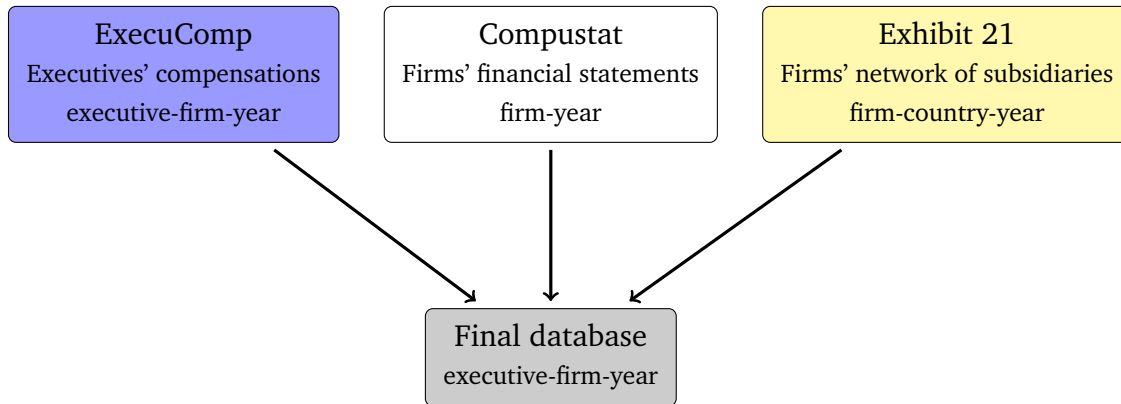 ExecuComp
Executives’ compensations
executive-firm-year
Compustat
Firms’ financial statements
firm-year
Exhibit 21
Firms’ network of subsidiaries
firm-country-year
Final database
executive-firm-year